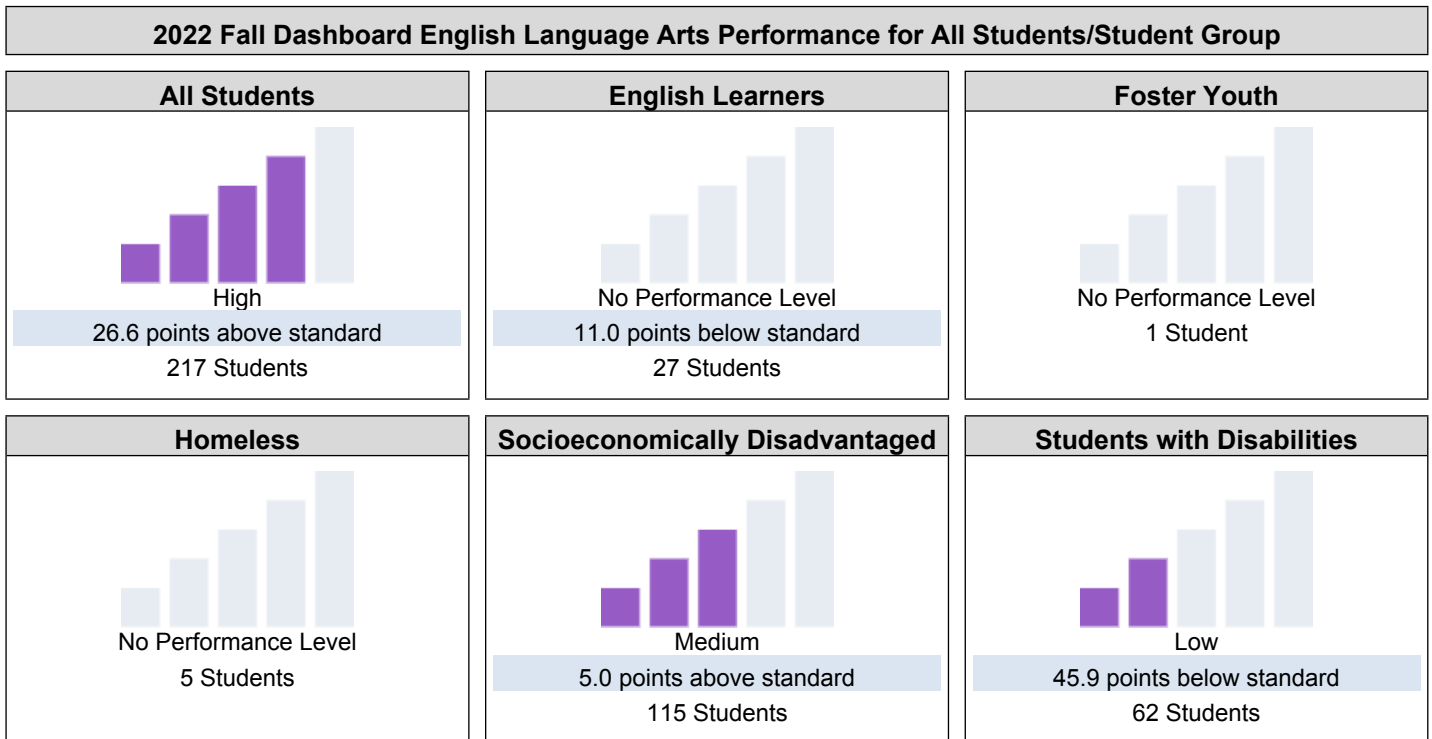 2022 Fall Dashboard English Language Arts Performance for All Students/Student Group
All Students
High
26.6 points above standard
217 Students
English Learners
No Performance Level
11.0 points below standard
27 Students
Foster Youth
No Performance Level
1 Student
Homeless
No Performance Level
5 Students
Socioeconomically Disadvantaged
Medium
5.0 points above standard
115 Students
Students with Disabilities
Low
45.9 points below standard
62 Students